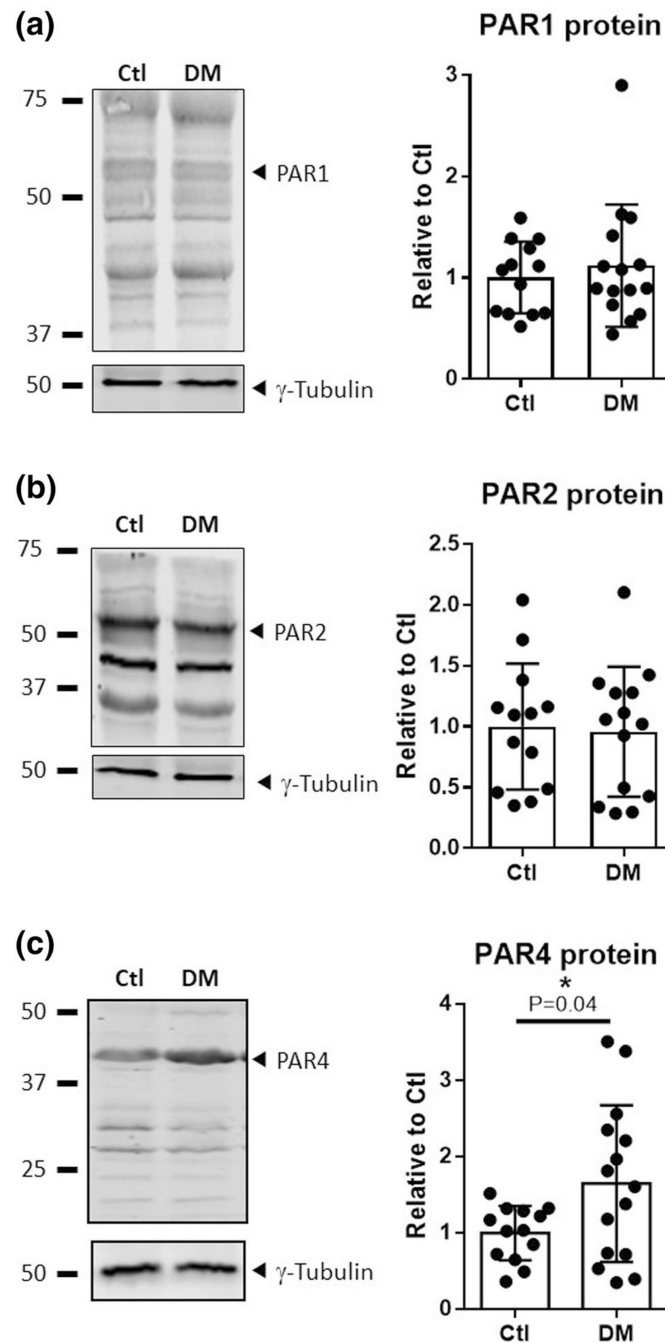 (a)
Ctl DM
75
50
37
50
PAR1
γ-Tubulin
PAR1 protein
Relative to Ctl
3
2
1
0
Ctl DM
(b)
Ctl DM
75
50
37
50
PAR2
γ-Tubulin
PAR2 protein
Relative to Ctl
2.5
2.0
1.5
1.0
0.5
0.0
Ctl DM
(c)
Ctl DM
50
37
25
50
PAR4
γ-Tubulin
PAR4 protein
*
P=0.04
Relative to Ctl
4
3
2
1
0
Ctl DM